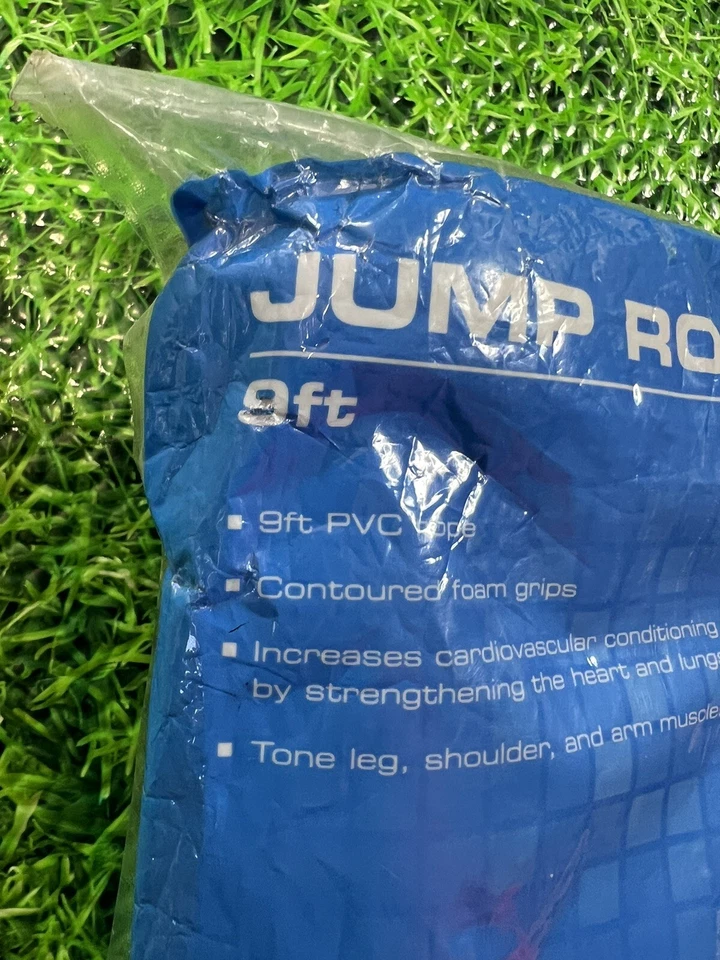 JUMP RO
9ft
▪ 9ft PVC rope
▪ Contoured foam grips
▪ Increases cardiovascular conditioning
by strengthening the heart and lungs
▪ Tone leg, shoulder, and arm muscle